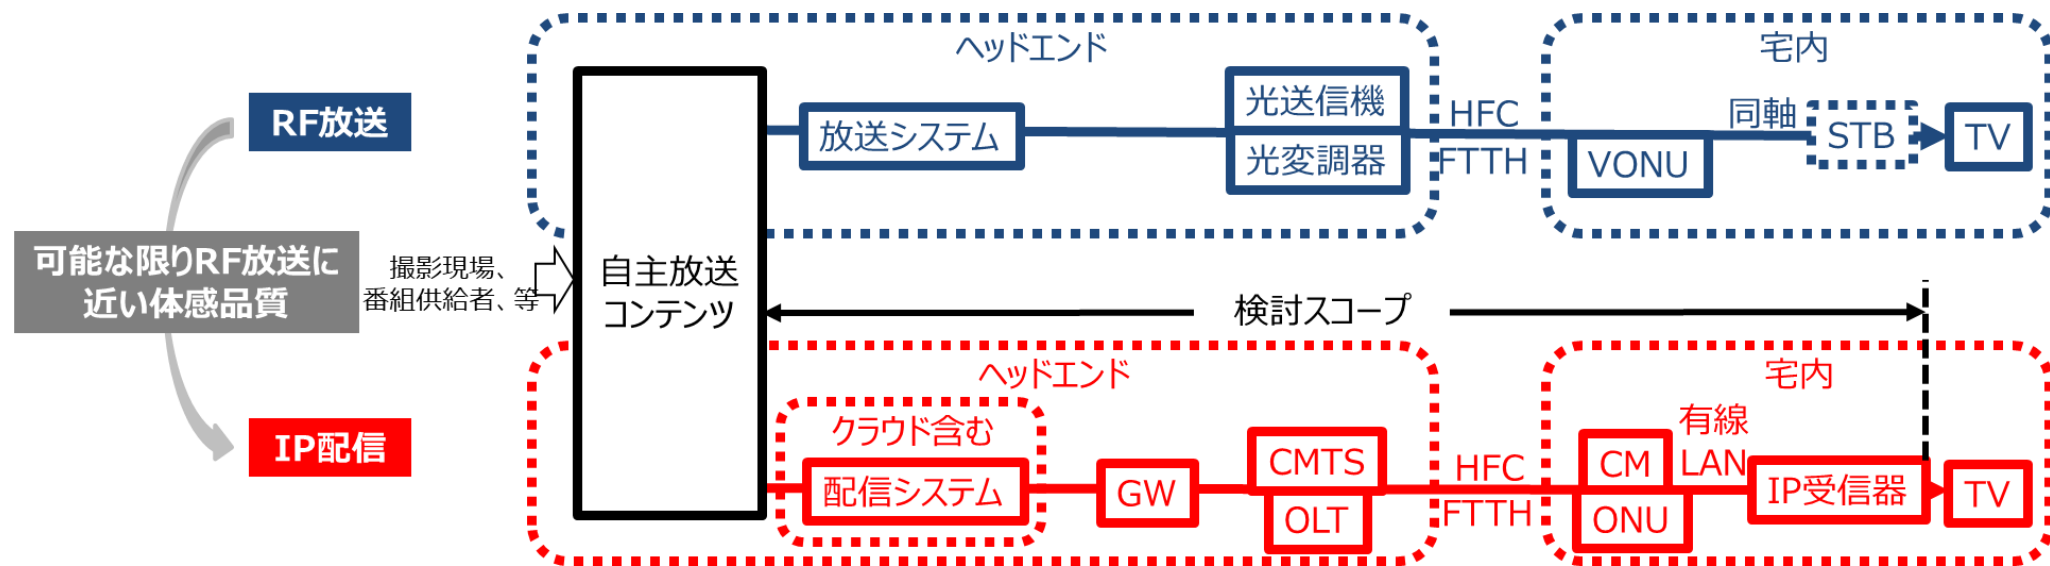 RF放送
可能な限りRF放送に
近い体感品質
IP配信
撮影現場、
番組供給者、等
自主放送
コンテンツ
ヘッドエンド
放送システム
光送信機
光変調器
HFC
FTTH
宅内
VONU
同軸
STB
TV
検討スコープ
ヘッドエンド
クラウド含む
配信システム
GW
CMTS
OLT
HFC
FTTH
宅内
CM
ONU
有線
LAN
IP受信器
TV